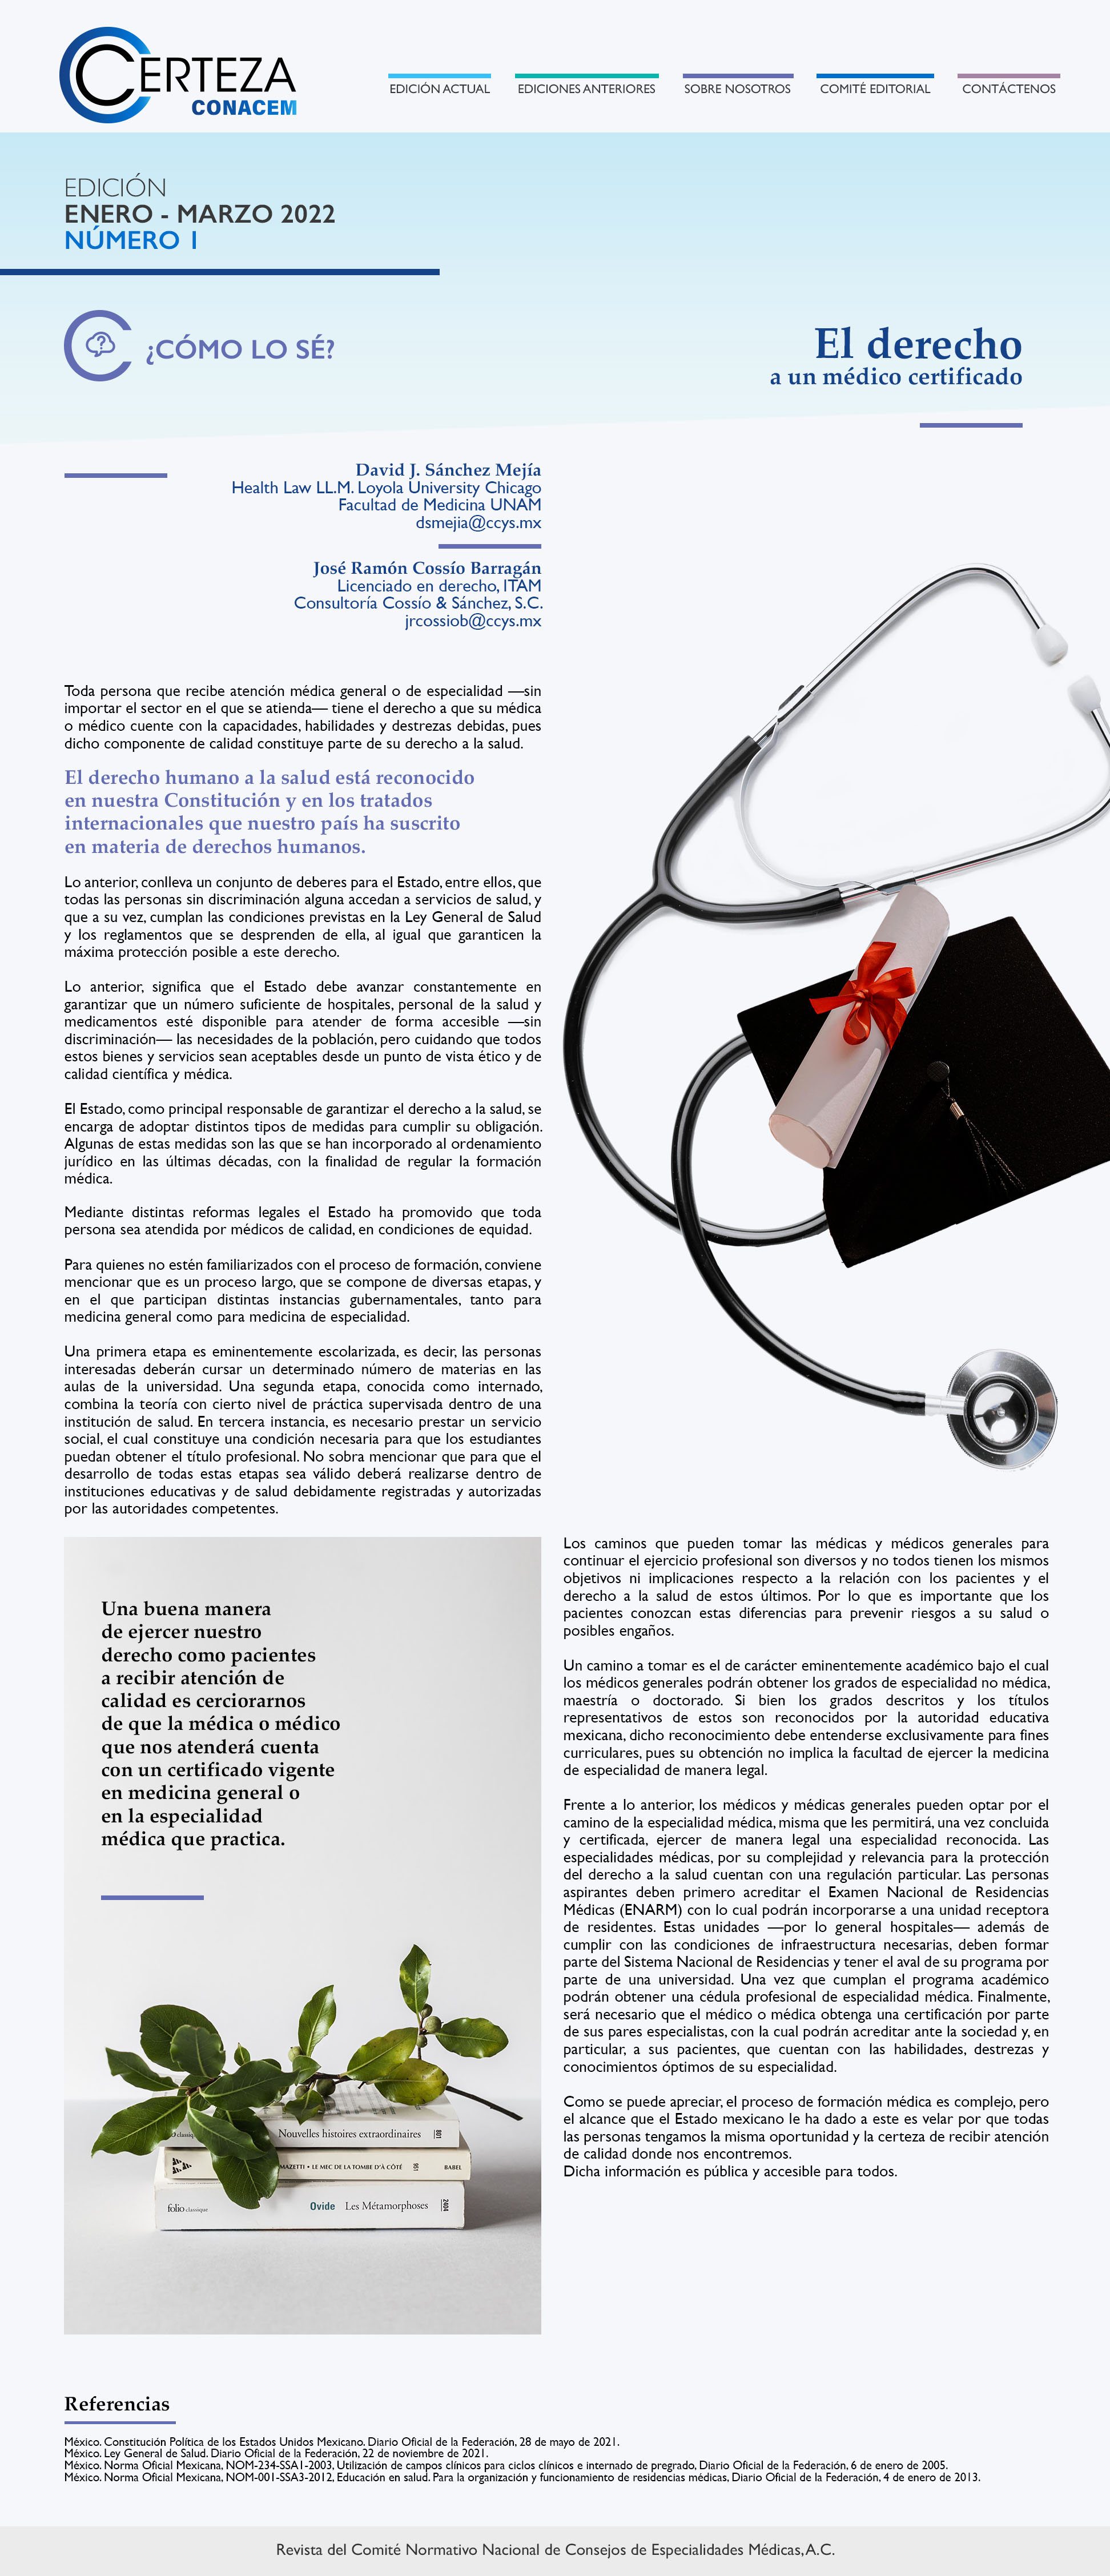 CERTEZA
CONACEM
EDICIÓN ACTUAL
EDICIONES ANTERIORES
SOBRE NOSOTROS
COMITÉ EDITORIAL
CONTÁCTENOS
EDICIÓN
ENERO - MARZO 2022
NÚMERO 1
¿CÓMO LO SÉ?
El derecho
a un médico certificado
David J. Sánchez Mejía
Health Law LL.M. Loyola University Chicago
Facultad de Medicina UNAM
dsmejia@ccys.mx
José Ramón Cossío Barragán
Licenciado en derecho, ITAM
Consultoría Cossío & Sánchez, S.C.
jrcossiob@ccys.mx
Toda persona que recibe atención médica general o de especialidad —sin
importar el sector en el que se atienda— tiene el derecho a que su médica
o médico cuente con la capacidades, habilidades y destrezas debidas, pues
dicho componente de calidad constituye parte de su derecho a la salud.
El derecho humano a la salud está reconocido
en nuestra Constitución y en los tratados
internacionales que nuestro país ha suscrito
en materia de derechos humanos.
Lo anterior, conlleva un conjunto de deberes para el Estado, entre ellos, que
todas las personas sin discriminación alguna accedan a servicios de salud, y
que a su vez, cumplan las condiciones previstas en la Ley General de Salud
y los reglamentos que se desprenden de ella, al igual que garanticen la
máxima protección posible a este derecho.
Lo anterior, significa que el Estado debe avanzar constantemente en
garantizar que un número suficiente de hospitales, personal de la salud y
medicamentos esté disponible para atender de forma accesible —sin
discriminación— las necesidades de la población, pero cuidando que todos
estos bienes y servicios sean aceptables desde un punto de vista ético y de
calidad científica y médica.
El Estado, como principal responsable de garantizar el derecho a la salud, se
encarga de adoptar distintos tipos de medidas para cumplir su obligación.
Algunas de estas medidas son las que se han incorporado al ordenamiento
jurídico en las últimas décadas, con la finalidad de regular la formación
médica.
Mediante distintas reformas legales el Estado ha promovido que toda
persona sea atendida por médicos de calidad, en condiciones de equidad.
Para quienes no estén familiarizados con el proceso de formación, conviene
mencionar que es un proceso largo, que se compone de diversas etapas, y
en el que participan distintas instancias gubernamentales, tanto para
medicina general como para medicina de especialidad.
Una primera etapa es eminentemente escolarizada, es decir, las personas
interesadas deberán cursar un determinado número de materias en las
aulas de la universidad. Una segunda etapa, conocida como internado,
combina la teoría con cierto nivel de práctica supervisada dentro de una
institución de salud. En tercera instancia, es necesario prestar un servicio
social, el cual constituye una condición necesaria para que los estudiantes
puedan obtener el título profesional. No sobra mencionar que para que el
desarrollo de todas estas etapas sea válido deberá realizarse dentro de
instituciones educativas y de salud debidamente registradas y autorizadas
por las autoridades competentes.
Una buena manera
de ejercer nuestro
derecho como pacientes
a recibir atención de
calidad es cerciorarnos
de que la médica o médico
que nos atenderá cuenta
con un certificado vigente
en medicina general o
en la especialidad
médica que practica.
Nouvelles histoires extraordinaires 801
MAZETTI • LE MEC DE LA TOMBE D'À CÔTÉ 951 BABEL
folio classique Ovide Les Métamorphoses 2404
Los caminos que pueden tomar las médicas y médicos generales para
continuar el ejercicio profesional son diversos y no todos tienen los mismos
objetivos ni implicaciones respecto a la relación con los pacientes y el
derecho a la salud de estos últimos. Por lo que es importante que los
pacientes conozcan estas diferencias para prevenir riesgos a su salud o
posibles engaños.
Un camino a tomar es el de carácter eminentemente académico bajo el cual
los médicos generales podrán obtener los grados de especialidad no médica,
maestría o doctorado. Si bien los grados descritos y los títulos
representativos de estos son reconocidos por la autoridad educativa
mexicana, dicho reconocimiento debe entenderse exclusivamente para fines
curriculares, pues su obtención no implica la facultad de ejercer la medicina
de especialidad de manera legal.
Frente a lo anterior, los médicos y médicas generales pueden optar por el
camino de la especialidad médica, misma que les permitirá, una vez concluida
y certificada, ejercer de manera legal una especialidad reconocida. Las
especialidades médicas, por su complejidad y relevancia para la protección
del derecho a la salud cuentan con una regulación particular. Las personas
aspirantes deben primero acreditar el Examen Nacional de Residencias
Médicas (ENARM) con lo cual podrán incorporarse a una unidad receptora
de residentes. Estas unidades —por lo general hospitales— además de
cumplir con las condiciones de infraestructura necesarias, deben formar
parte del Sistema Nacional de Residencias y tener el aval de su programa por
parte de una universidad. Una vez que cumplan el programa académico
podrán obtener una cédula profesional de especialidad médica. Finalmente,
será necesario que el médico o médica obtenga una certificación por parte
de sus pares especialistas, con la cual podrán acreditar ante la sociedad y, en
particular, a sus pacientes, que cuentan con las habilidades, destrezas y
conocimientos óptimos de su especialidad.
Como se puede apreciar, el proceso de formación médica es complejo, pero
el alcance que el Estado mexicano le ha dado a este es velar por que todas
las personas tengamos la misma oportunidad y la certeza de recibir atención
de calidad donde nos encontremos.
Dicha información es pública y accesible para todos.
Referencias
México. Constitución Política de los Estados Unidos Mexicano. Diario Oficial de la Federación, 28 de mayo de 2021.
México. Ley General de Salud. Diario Oficial de la Federación, 22 de noviembre de 2021.
México. Norma Oficial Mexicana, NOM-234-SSA1-2003, Utilización de campos clínicos para ciclos clínicos e internado de pregrado, Diario Oficial de la Federación, 6 de enero de 2005.
México. Norma Oficial Mexicana, NOM-001-SSA3-2012, Educación en salud. Para la organización y funcionamiento de residencias médicas, Diario Oficial de la Federación, 4 de enero de 2013.
Revista del Comité Normativo Nacional de Consejos de Especialidades Médicas, A.C.